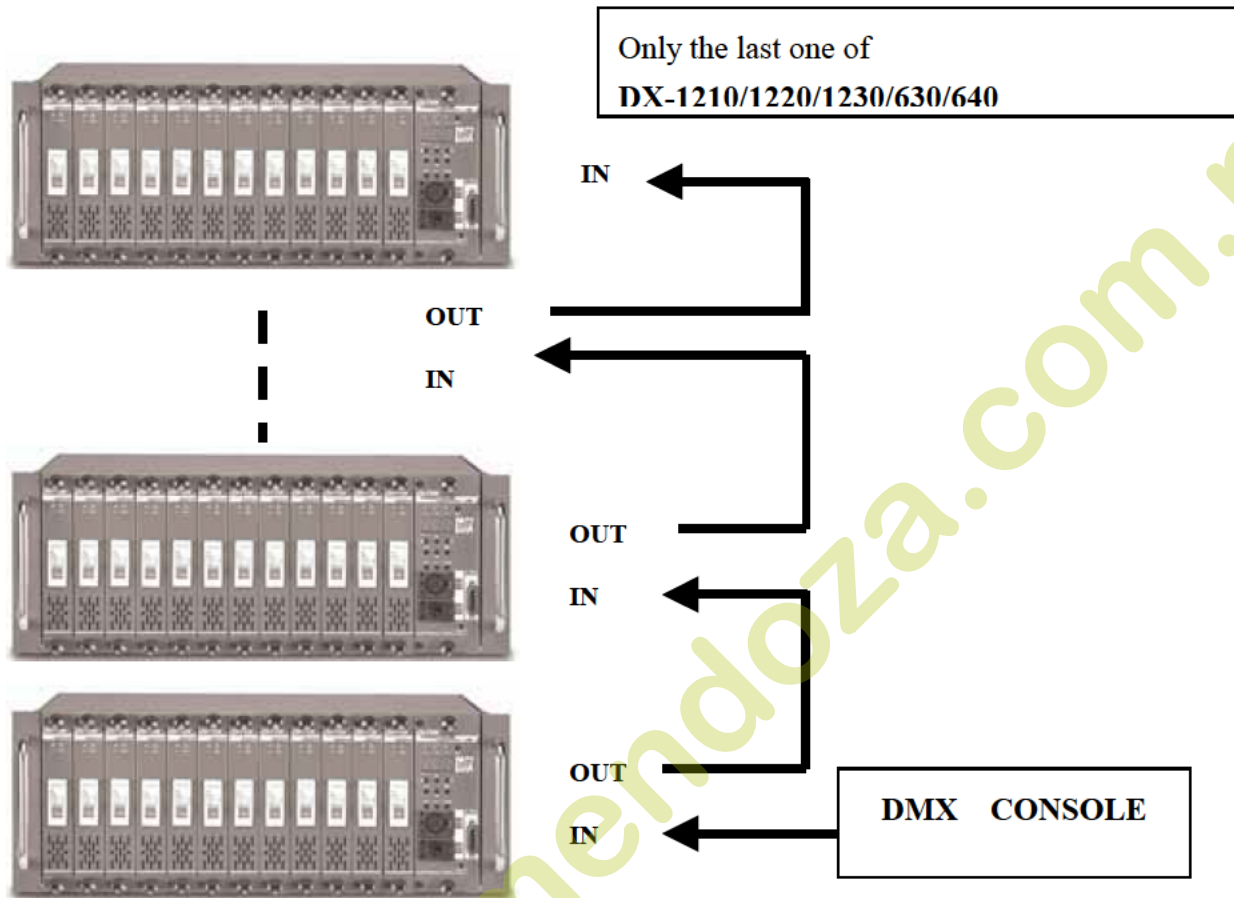 Only the last one of
DX-1210/1220/1230/630/640
IN
OUT
IN
OUT
IN
OUT
IN
DMX CONSOLE
endoza.com.